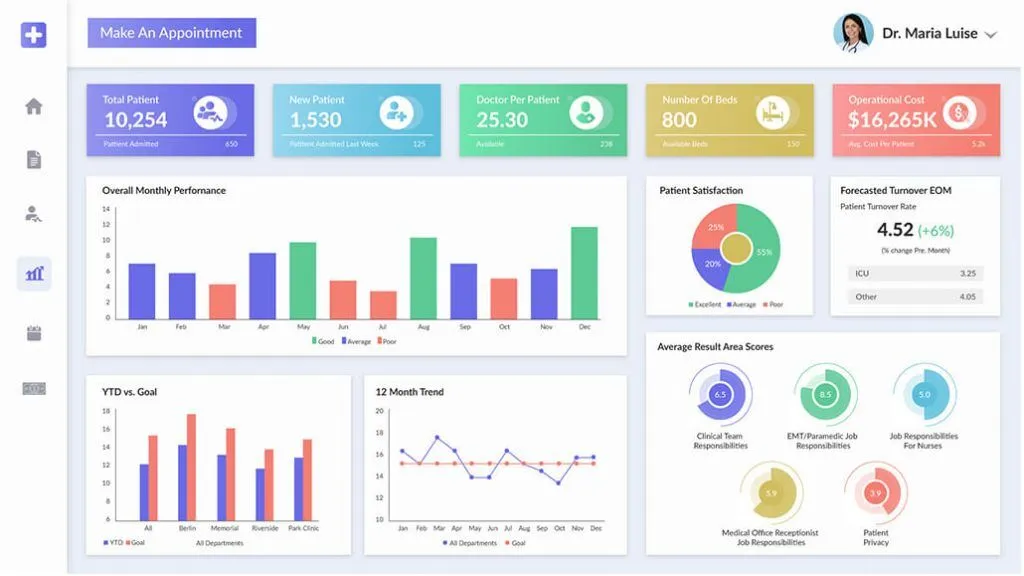 Make An Appointment
Dr. Maria Luise
Total Patient
10,254
Pattient Admitted 650
New Patient
1,530
Pattient Admitted Last Week 125
Doctor Per Patient
25.30
Available 238
Number Of Beds
800
Available Beds 150
Operational Cost
$16,265K
Avg. Cost Per Patient 5.2k
Overall Monthly Perfornance
14
12
10
8
6
4
2
0
Jan Feb Mar Apr May Jun Jul Aug Sep Oct Nov Dec
Good Average Poor
Patient Satisfaction
25%
55%
20%
Excellent Average Poor
Forecasted Turnover EOM
Patient Turnover Rate
4.52 (+6%)
(% change Pre. Month)
ICU 3.25
Other 4.05
YTD vs. Goal
18
16
14
12
10
8
6
All Berlin Memorial Riverside Park Clinic
YTD Goal All Departments
12 Month Trend
20
18
16
14
12
10
Jan Feb Mar Apr May Jun Jul Aug Sep Oct Nov Dec
All Departments Goal
Average Result Area Scores
6.5
Clinical Team
Responsibilities
8.5
EMT/Paramedic Job
Responsibilities
5.0
Job Responsibilities
For Nurses
5.9
Medical Office Receptionist
Job Responsibilities
3.9
Patient
Privacy